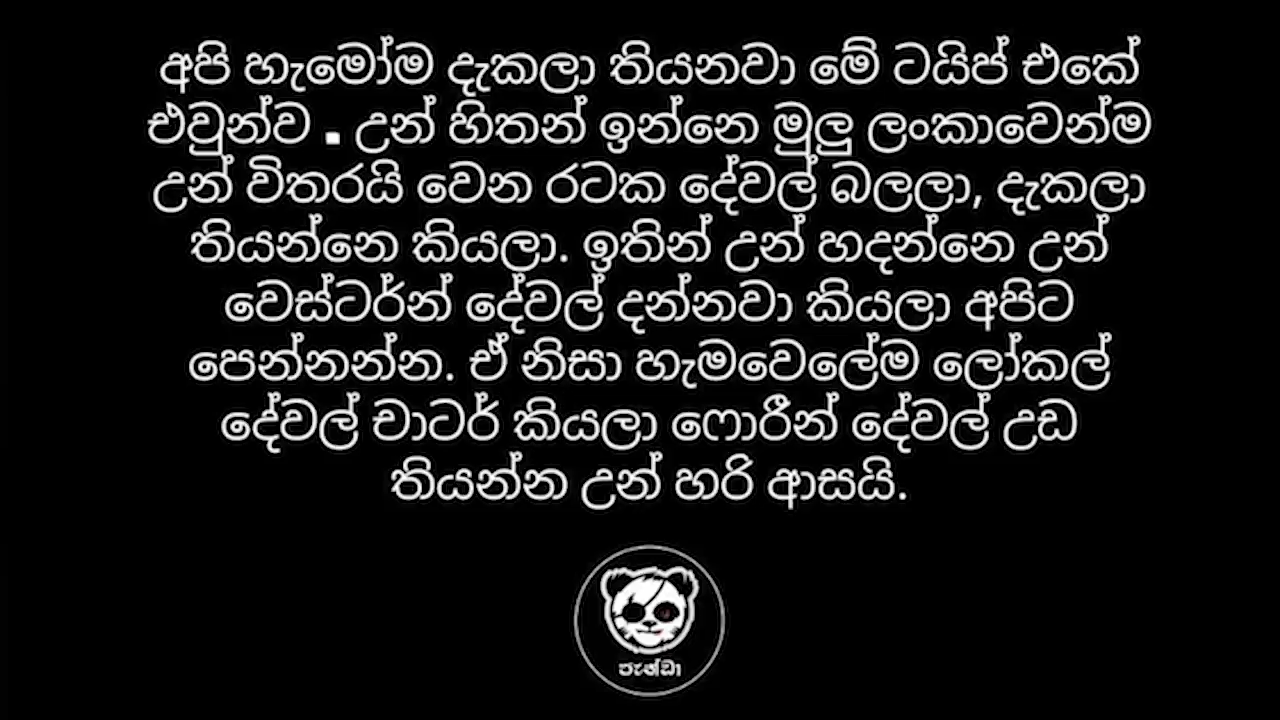 අපි හැමෝම දැකලා තියනවා මේ ටයිප් එකේ
එවුන්ව . උන් හිතන් ඉන්නෙ මුලු ලංකාවෙන්ම
උන් විතරයි වෙන රටක දේවල් බලලා, දැකලා
තියන්නෙ කියලා. ඉතින් උන් හදන්නෙ උන්
වෙස්ටර්න් දේවල් දන්නවා කියලා අපිට
පෙන්නන්න. ඒ නිසා හැමවෙලේම ලෝකල්
දේවල් චාටර් කියලා ෆොරීන් දේවල් උඩ
තියන්න උන් හරි ආසයි.
පැන්ඩා